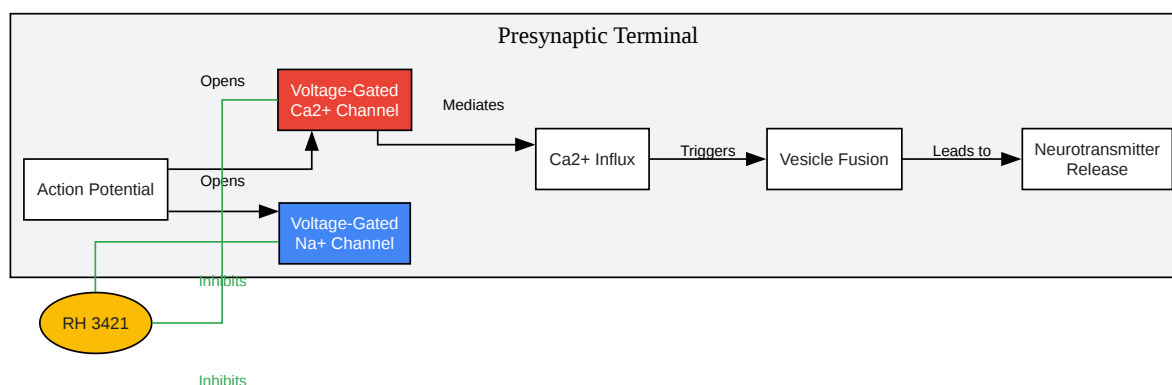 Presynaptic Terminal
Opens
Voltage-Gated
Ca2+ Channel
Mediates
Action Potential
Opens
Ca2+ Influx
Triggers
Vesicle Fusion
Leads to
Neurotransmitter
Release
Voltage-Gated
Na+ Channel
Inhibits
RH 3421
Inhibits